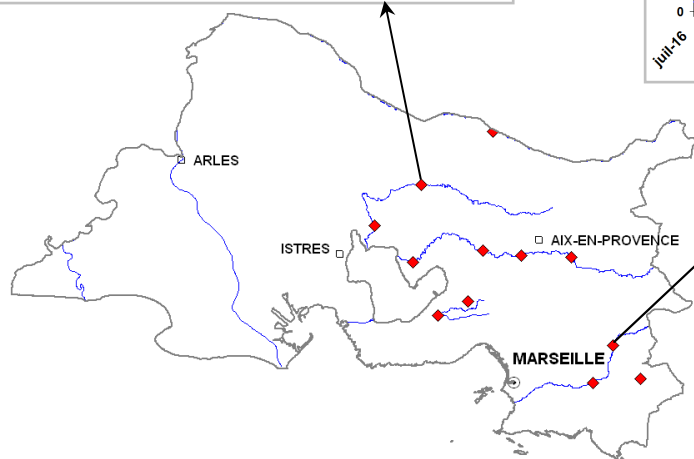 0
juil-16
ARLES
AIX-EN-PROVENCE
ISTRES
MARSEILLE